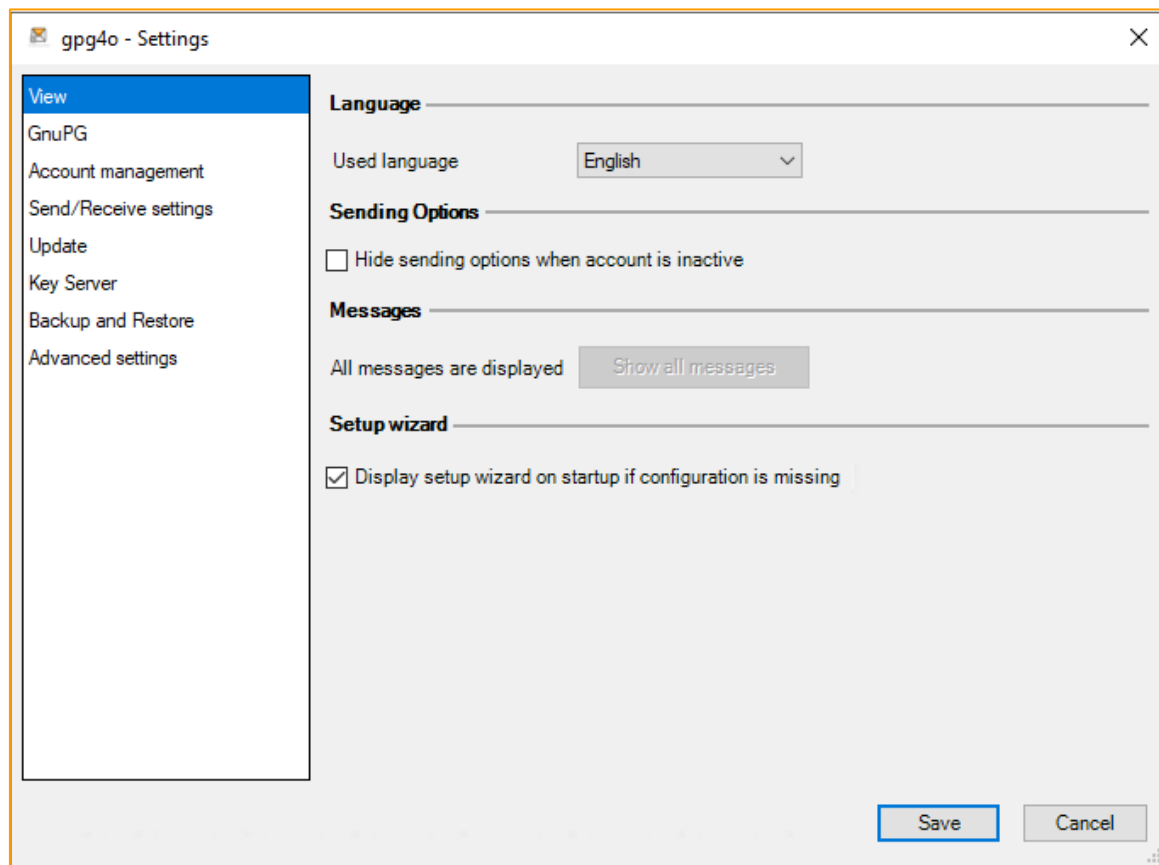 gpg4o - Settings
View
GnuPG
Account management
Send/Receive settings
Update
Key Server
Backup and Restore
Advanced settings
Language
Used language English
Sending Options
Hide sending options when account is inactive
Messages
All messages are displayed Show all messages
Setup wizard
Display setup wizard on startup if configuration is missing
Save Cancel